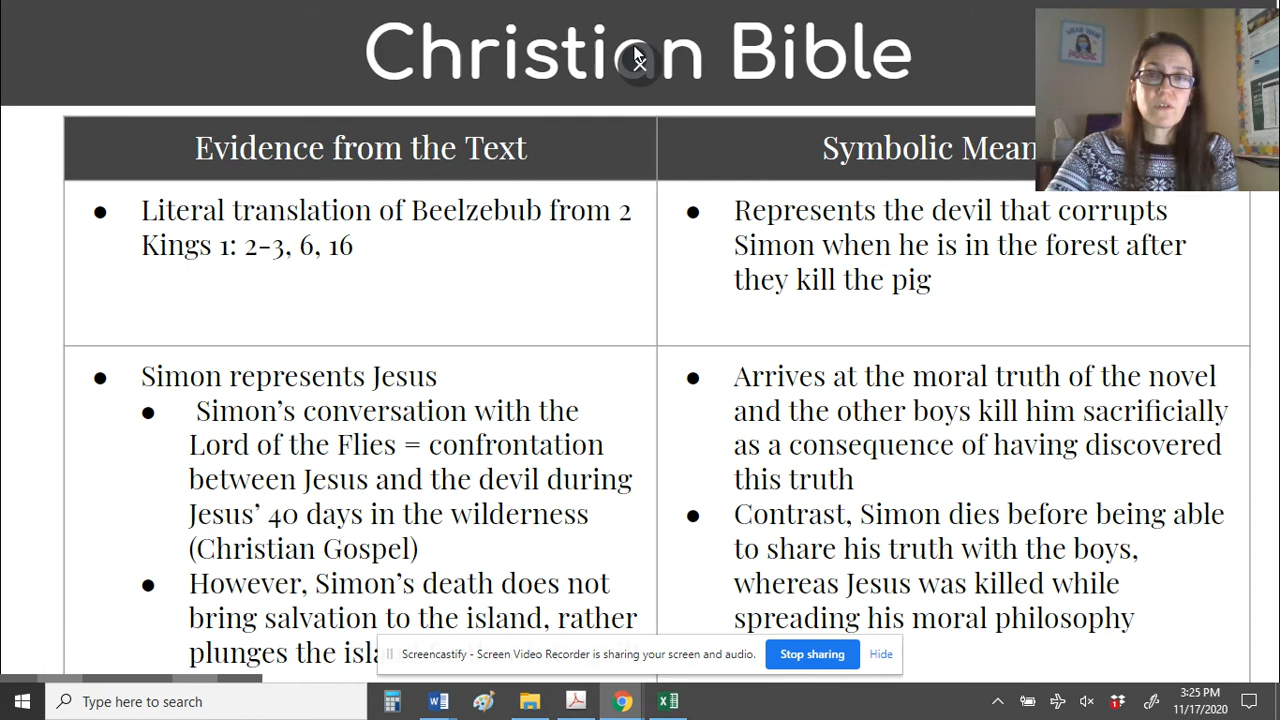 Christian Bible
Evidence from the Text
Symbolic Mean
● Literal translation of Beelzebub from 2
Kings 1: 2-3, 6, 16
● Represents the devil that corrupts
Simon when he is in the forest after
they kill the pig
● Simon represents Jesus
● Simon’s conversation with the
Lord of the Flies = confrontation
between Jesus and the devil during
Jesus’ 40 days in the wilderness
(Christian Gospel)
● However, Simon’s death does not
bring salvation to the island, rather
plunges the isla
● Arrives at the moral truth of the novel
and the other boys kill him sacrificially
as a consequence of having discovered
this truth
● Contrast, Simon dies before being able
to share his truth with the boys,
whereas Jesus was killed while
spreading his moral philosophy
Screencastify - Screen Video Recorder is sharing your screen and audio.
Stop sharing
Hide
Type here to search
3:25 PM
11/17/2020